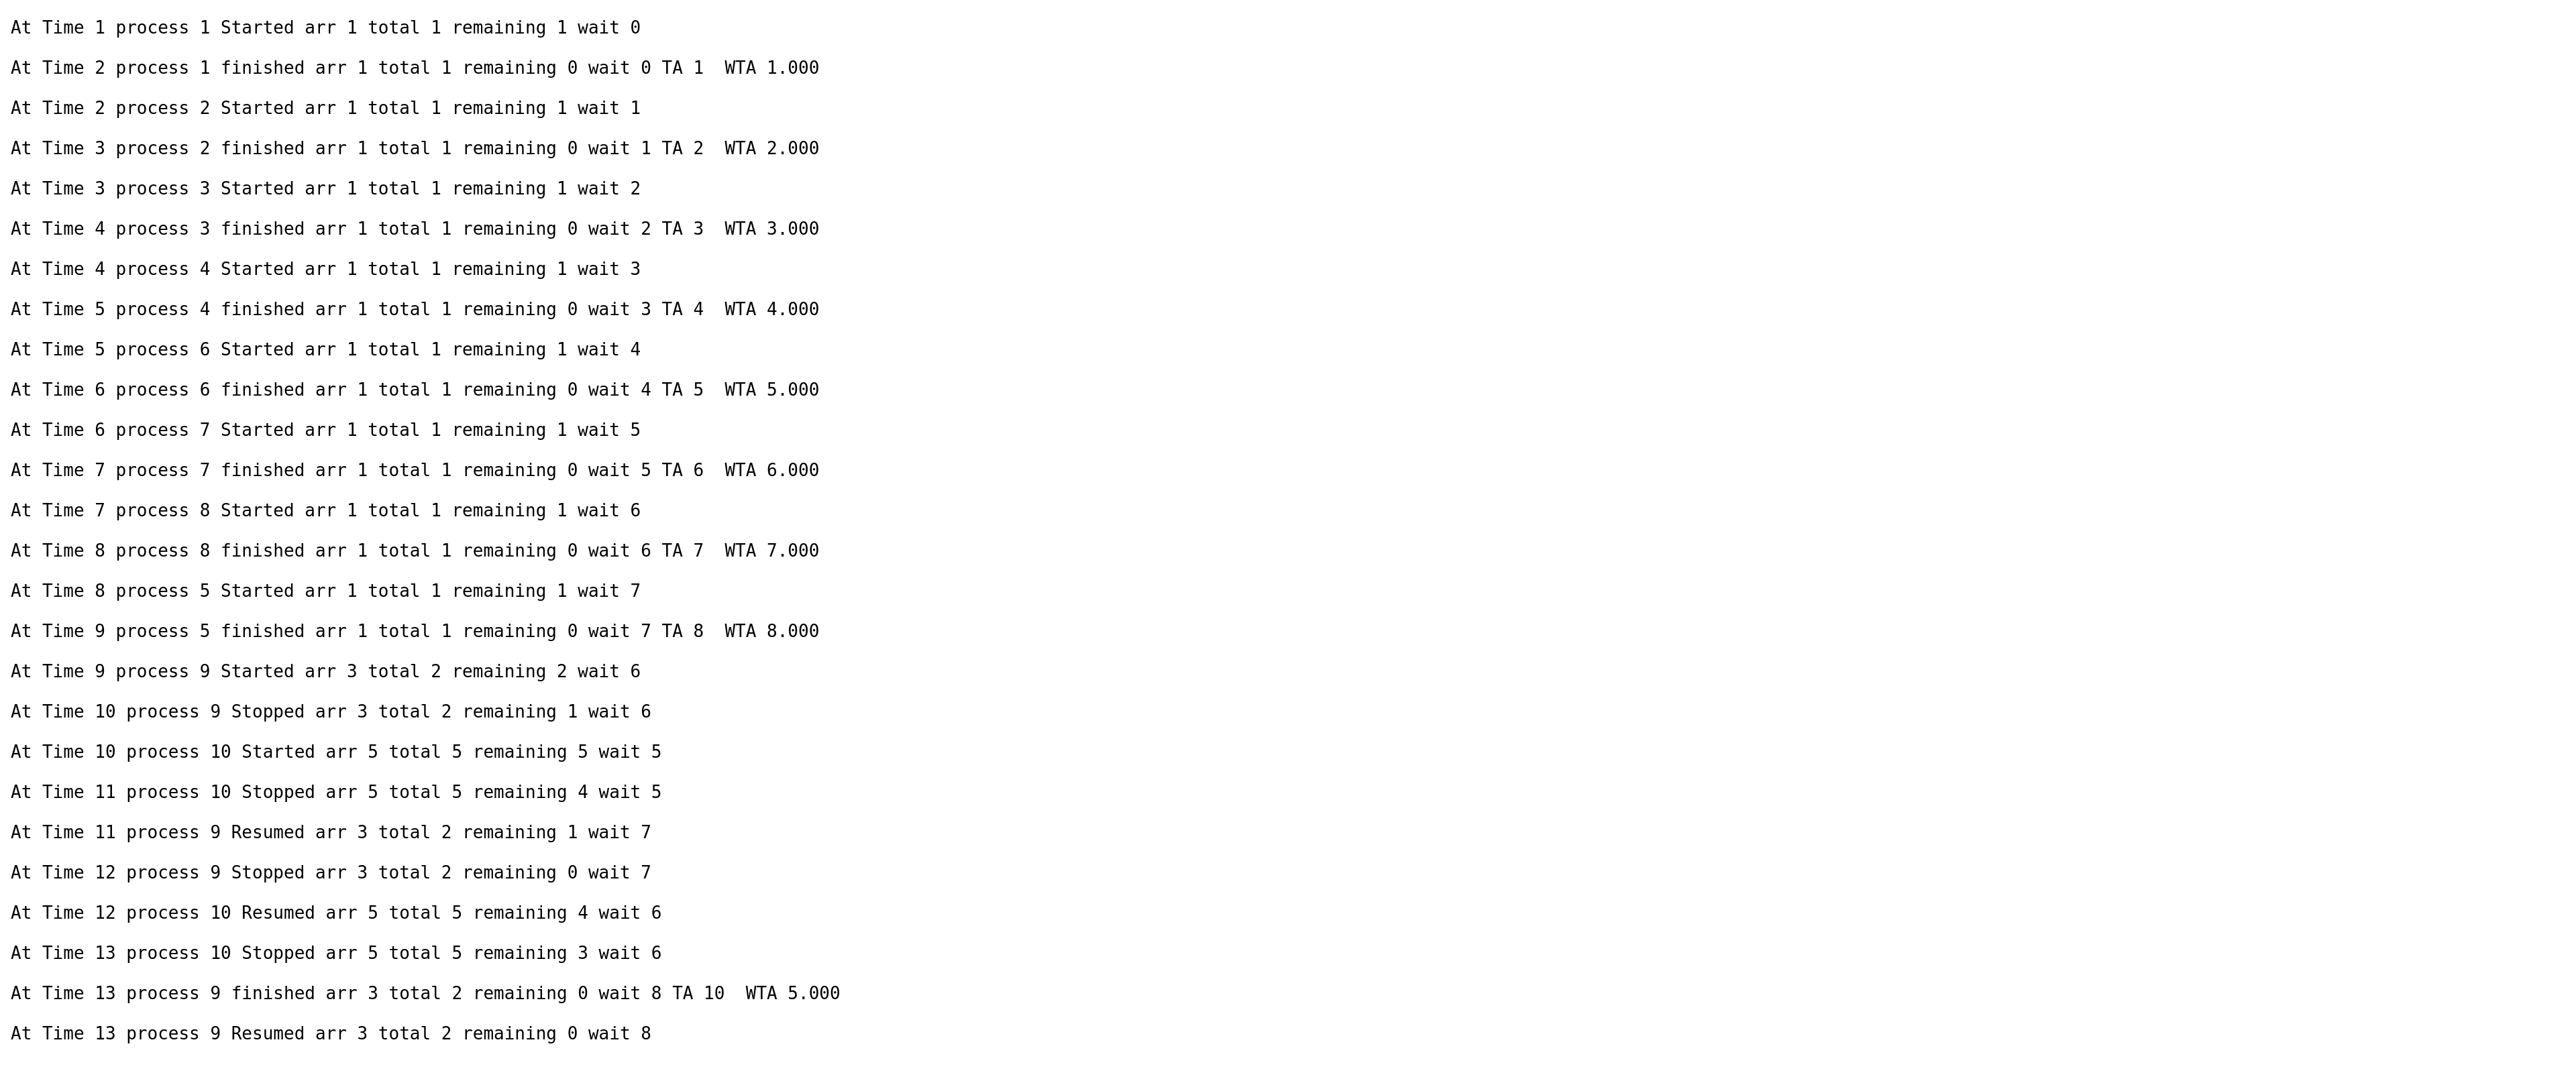 At Time 1 process 1 Started arr 1 total 1 remaining 1 wait 0
At Time 2 process 1 finished arr 1 total 1 remaining 0 wait 0 TA 1  WTA 1.000
At Time 2 process 2 Started arr 1 total 1 remaining 1 wait 1
At Time 3 process 2 finished arr 1 total 1 remaining 0 wait 1 TA 2  WTA 2.000
At Time 3 process 3 Started arr 1 total 1 remaining 1 wait 2
At Time 4 process 3 finished arr 1 total 1 remaining 0 wait 2 TA 3  WTA 3.000
At Time 4 process 4 Started arr 1 total 1 remaining 1 wait 3
At Time 5 process 4 finished arr 1 total 1 remaining 0 wait 3 TA 4  WTA 4.000
At Time 5 process 6 Started arr 1 total 1 remaining 1 wait 4
At Time 6 process 6 finished arr 1 total 1 remaining 0 wait 4 TA 5  WTA 5.000
At Time 6 process 7 Started arr 1 total 1 remaining 1 wait 5
At Time 7 process 7 finished arr 1 total 1 remaining 0 wait 5 TA 6  WTA 6.000
At Time 7 process 8 Started arr 1 total 1 remaining 1 wait 6
At Time 8 process 8 finished arr 1 total 1 remaining 0 wait 6 TA 7  WTA 7.000
At Time 8 process 5 Started arr 1 total 1 remaining 1 wait 7
At Time 9 process 5 finished arr 1 total 1 remaining 0 wait 7 TA 8  WTA 8.000
At Time 9 process 9 Started arr 3 total 2 remaining 2 wait 6
At Time 10 process 9 Stopped arr 3 total 2 remaining 1 wait 6
At Time 10 process 10 Started arr 5 total 5 remaining 5 wait 5
At Time 11 process 10 Stopped arr 5 total 5 remaining 4 wait 5
At Time 11 process 9 Resumed arr 3 total 2 remaining 1 wait 7
At Time 12 process 9 Stopped arr 3 total 2 remaining 0 wait 7
At Time 12 process 10 Resumed arr 5 total 5 remaining 4 wait 6
At Time 13 process 10 Stopped arr 5 total 5 remaining 3 wait 6
At Time 13 process 9 finished arr 3 total 2 remaining 0 wait 8 TA 10  WTA 5.000
At Time 13 process 9 Resumed arr 3 total 2 remaining 0 wait 8